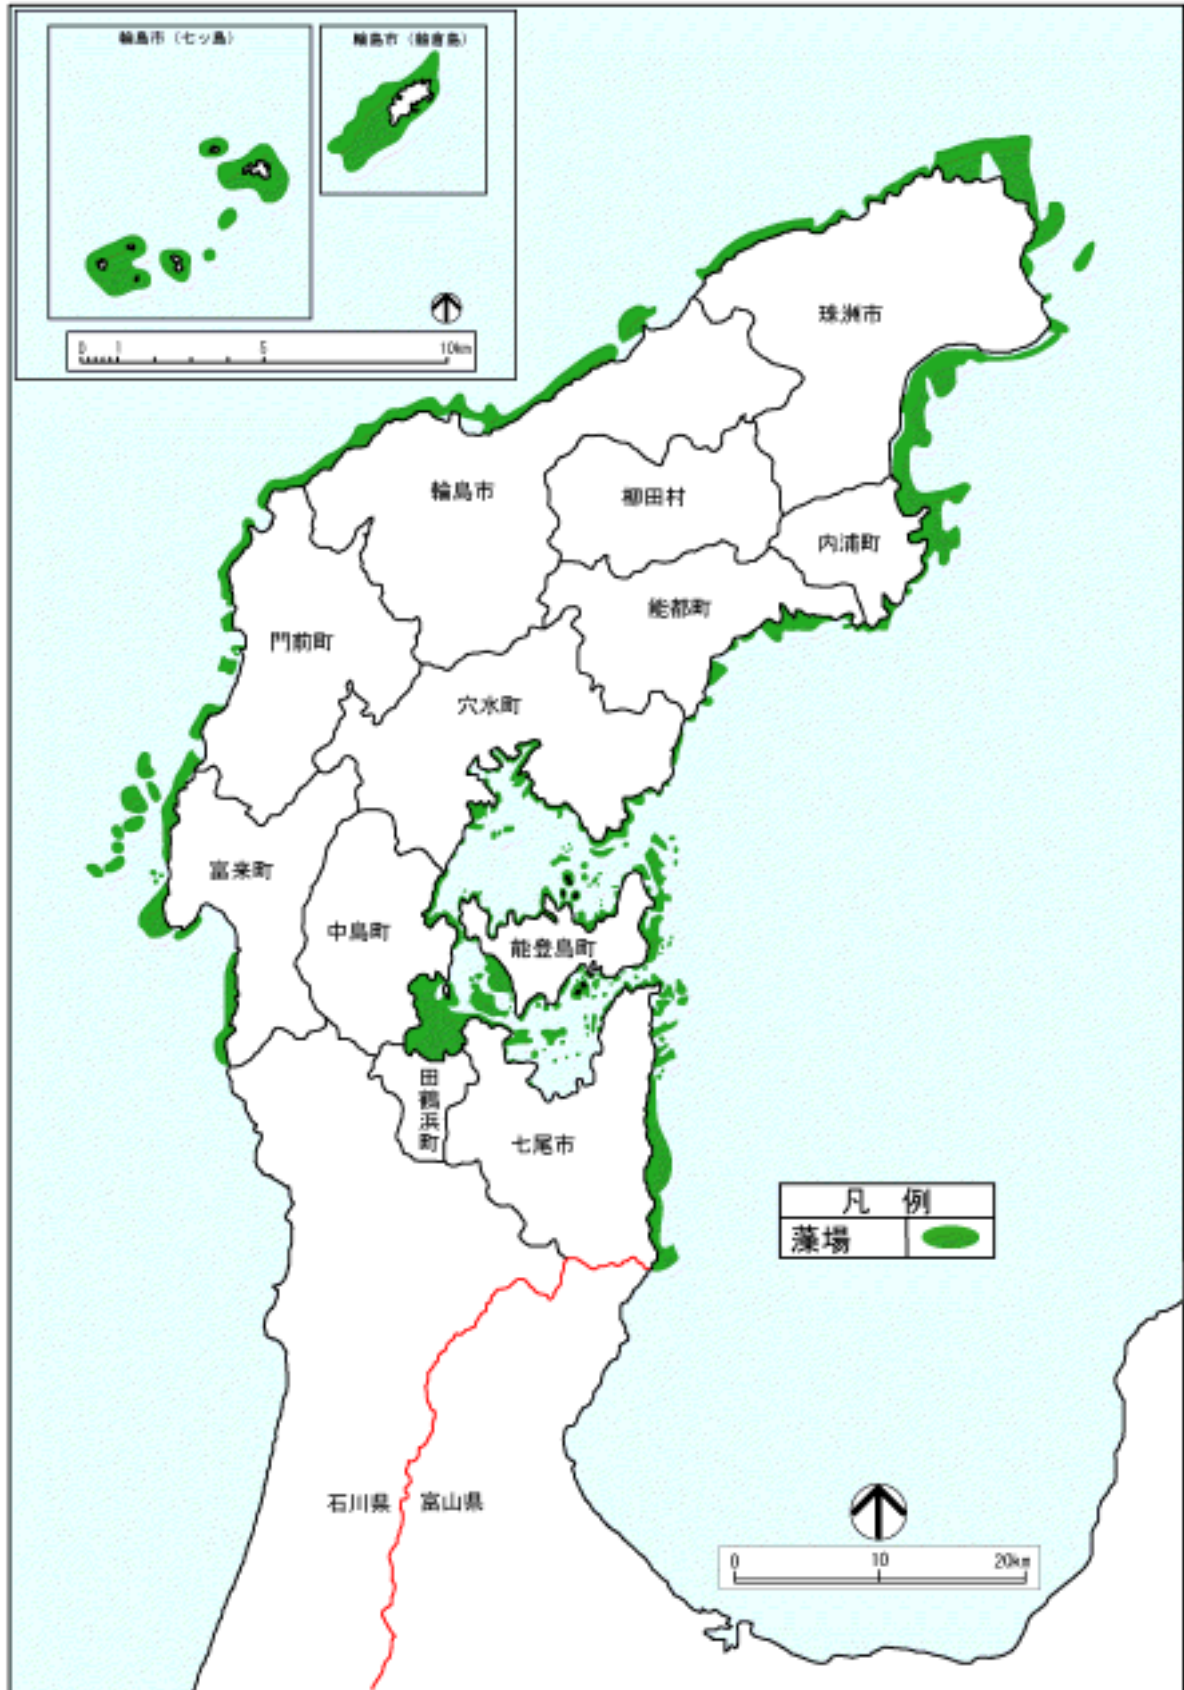 輪島市（七ッ島）
輪島市（舳倉島）
0 1 5 10km
珠洲市
輪島市
柳田村
内浦町
能都町
門前町
穴水町
富来町
中島町
能登島町
田鶴浜町
七尾市
凡 例
藻場
石川県
富山県
0 10 20km